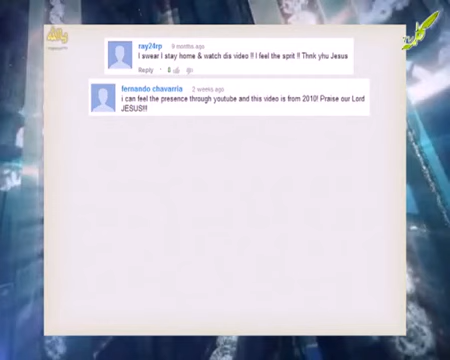 ray24rp 9 months ago
I swear I stay home & watch dis video !! I feel the sprit !! Thnk yhu Jesus
Reply
fernando chavarria 2 weeks ago
i can feel the presence through youtube and this video is from 2010! Praise our Lord
JESUS!!!